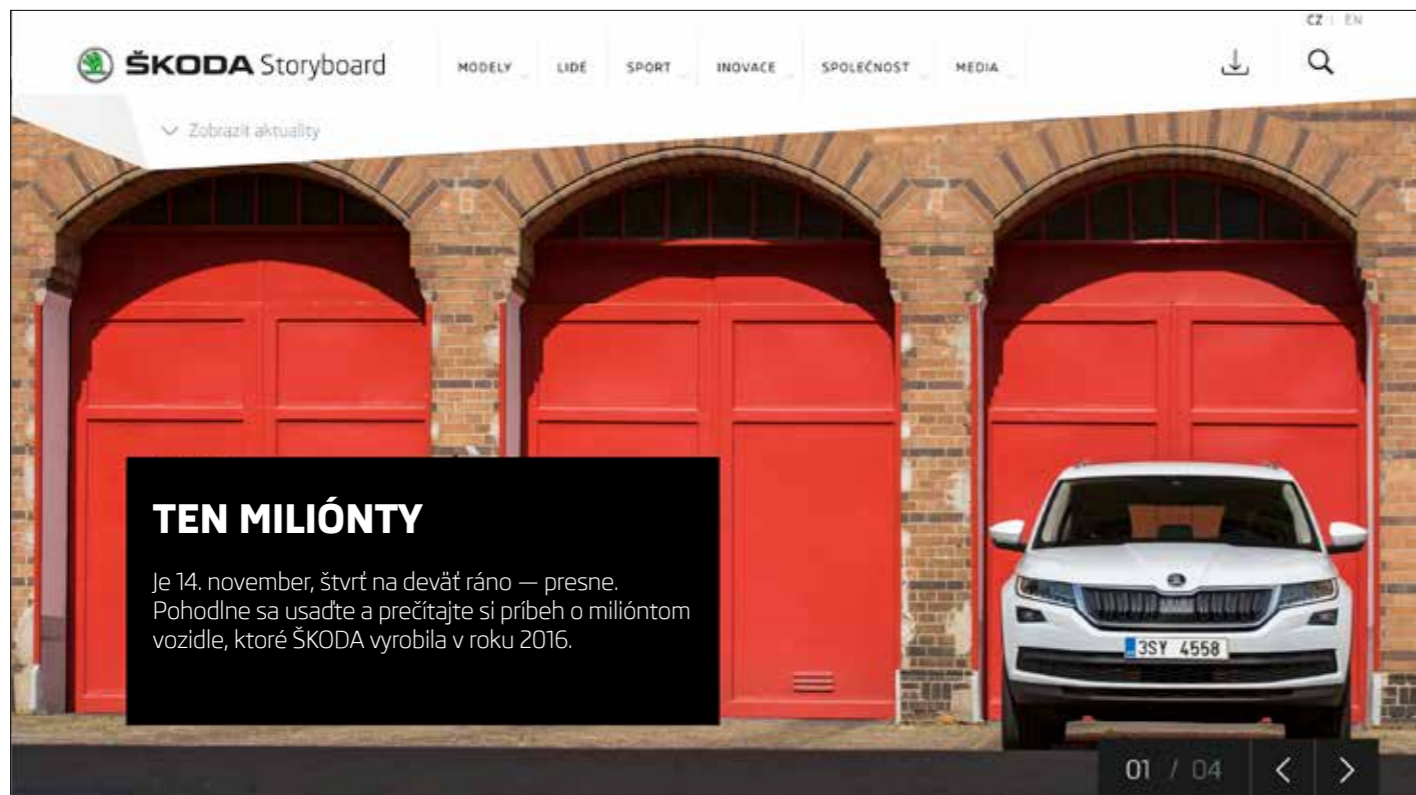 CZ | EN
ŠKODA Storyboard
MODELY
LIDÉ
SPORT
INOVACE
SPOLEČNOST
MEDIA
Zobrazit aktuality
TEN MILIÓNTY
Je 14. november, štvrť na deväť ráno — presne.
Pohodlne sa usaďte a prečítajte si príbeh o milióntom
vozidle, ktoré ŠKODA vyrobila v roku 2016.
3SY 4558
01 / 04